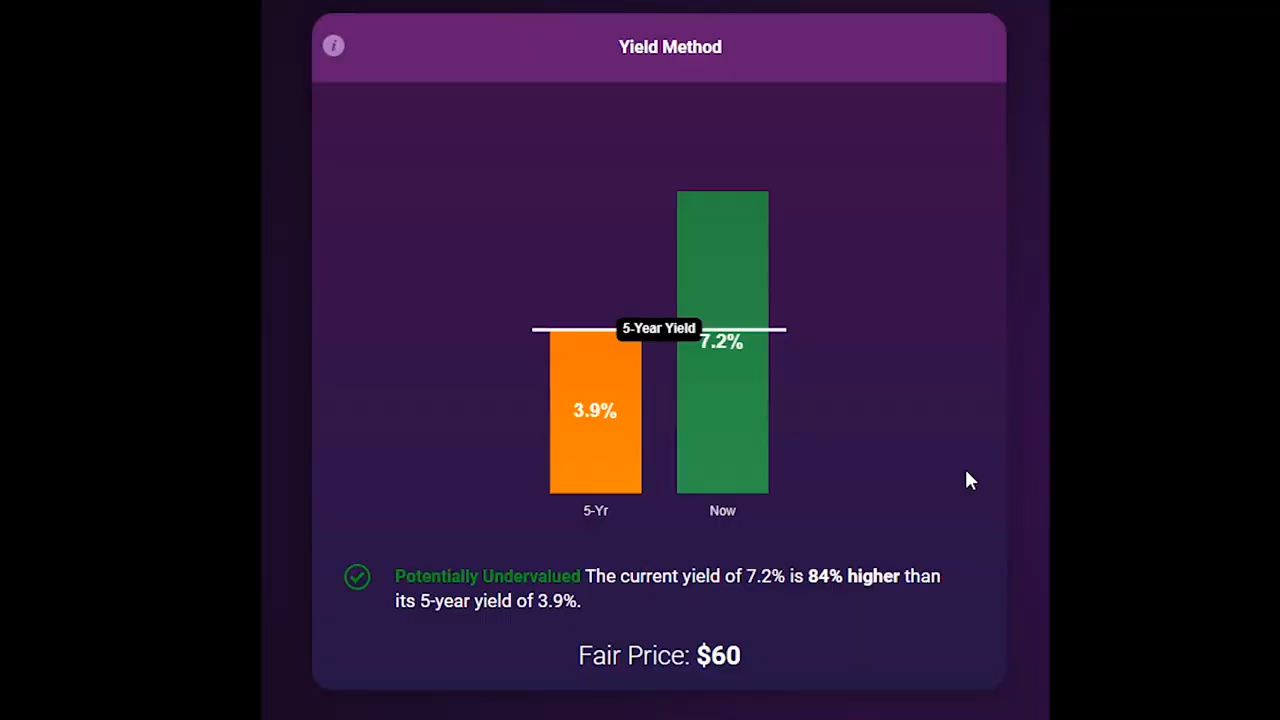 i
Yield Method
5-Year Yield
7.2%
3.9%
5-Yr
Now
Potentially Undervalued The current yield of 7.2% is 84% higher than
its 5-year yield of 3.9%.
Fair Price: $60